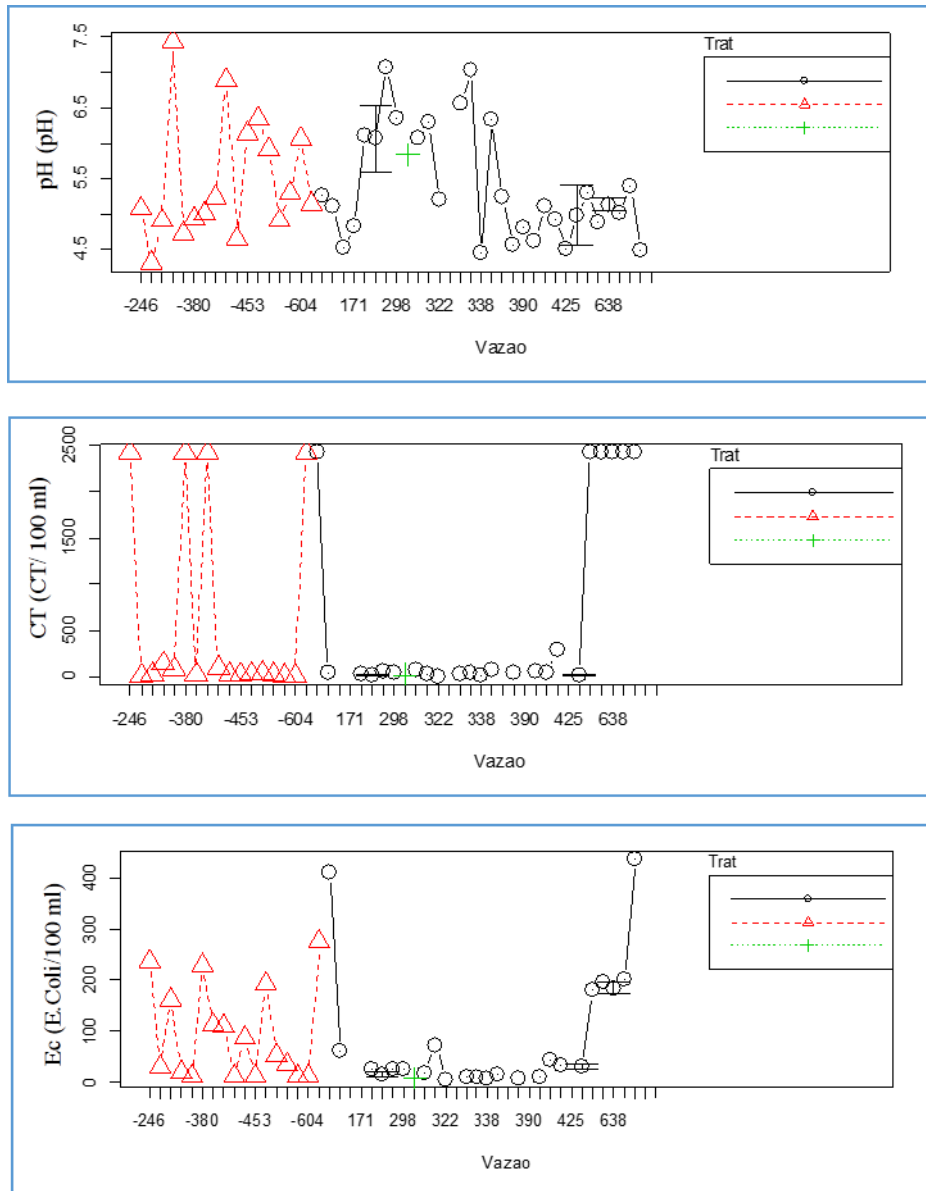 pH (pH)
7.5
6.5
5.5
4.5
Trat
-246 -380 -453 -604 171 298 322 338 390 425 638
Vazao
CT (CT/ 100 ml)
2500
1500
500
0
Trat
-246 -380 -453 -604 171 298 322 338 390 425 638
Vazao
Ec (E.Coli/100 ml)
400
300
200
100
0
Trat
-246 -380 -453 -604 171 298 322 338 390 425 638
Vazao